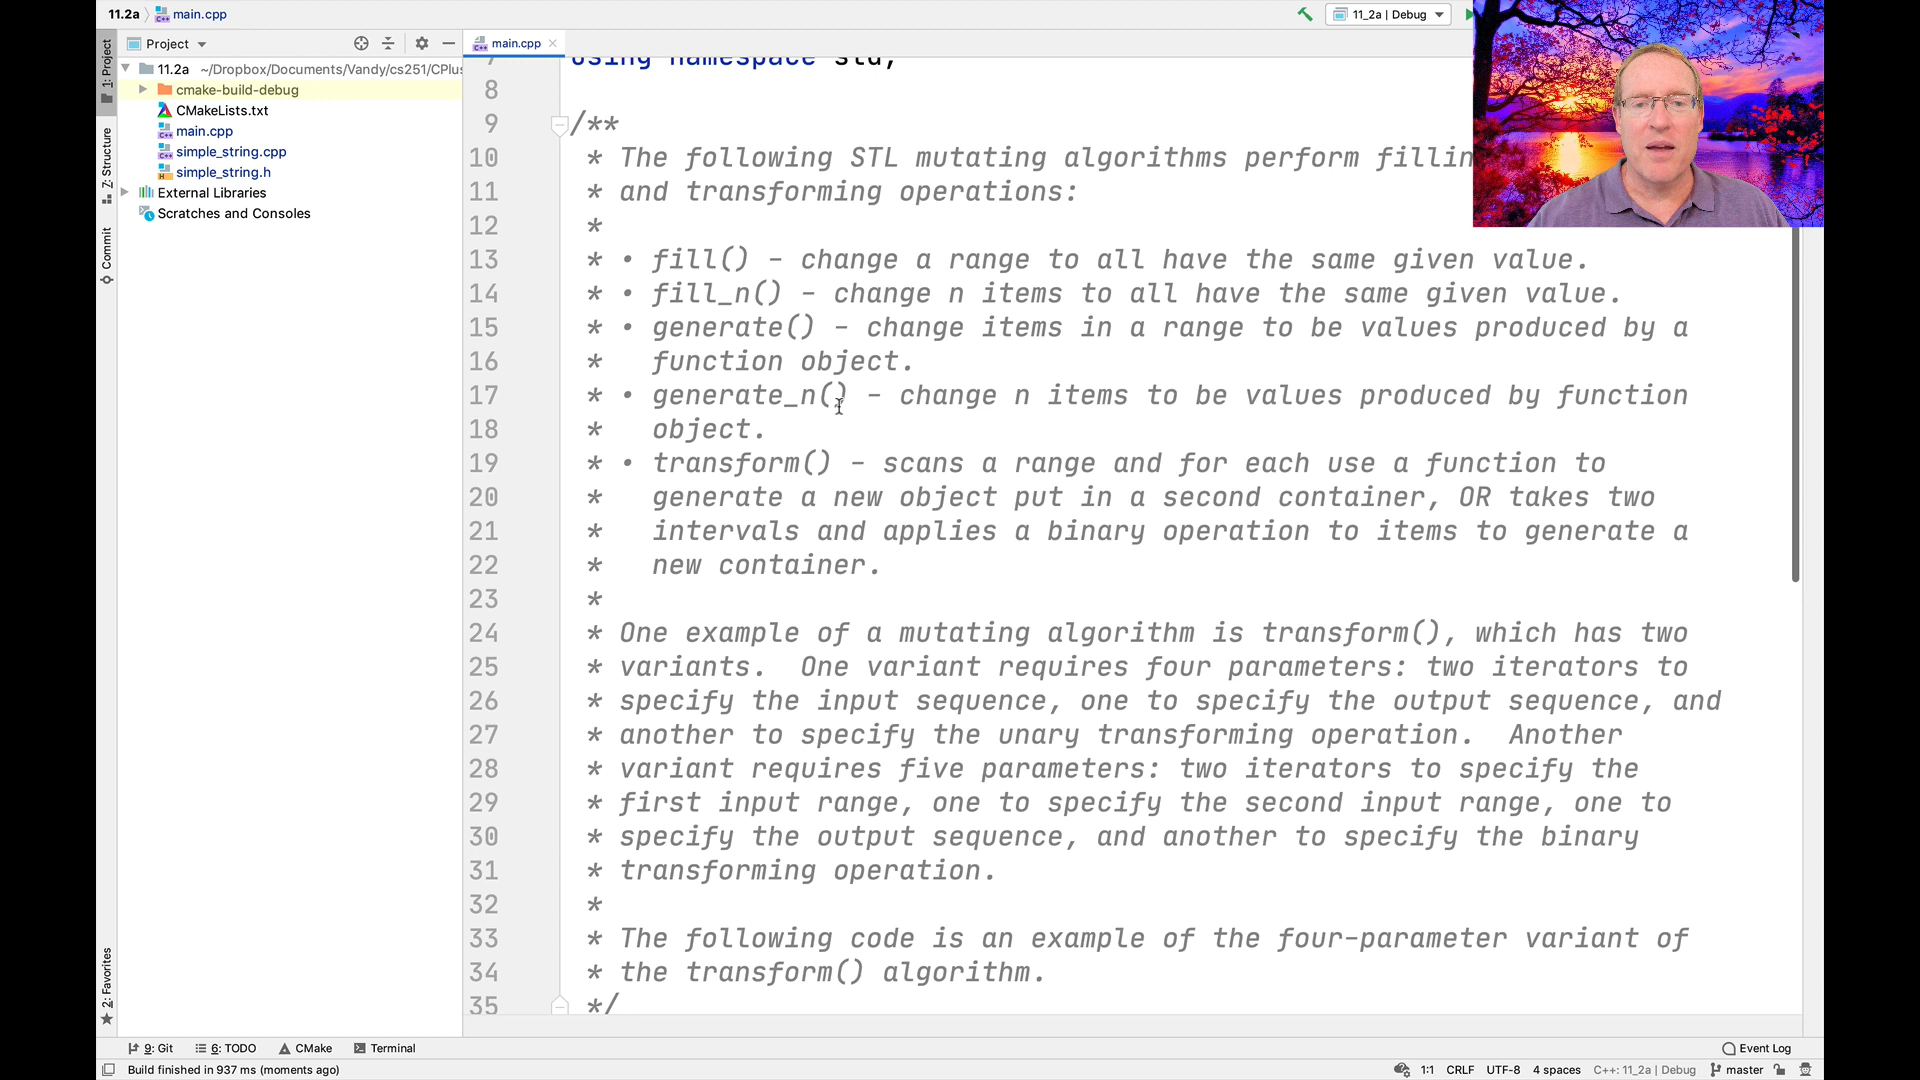 11.2a main.cpp
11_2a | Debug
1: Project
Project
main.cpp
11.2a ~/Dropbox/Documents/Vandy/cs251/CPlus
cmake-build-debug
CMakeLists.txt
main.cpp
simple_string.cpp
simple_string.h
External Libraries
Scratches and Consoles
Z: Structure
Commit
2: Favorites
7 using namespace std;
8
9 /**
10 * The following STL mutating algorithms perform fillin
11 * and transforming operations:
12 *
13 * • fill() - change a range to all have the same given value.
14 * • fill_n() - change n items to all have the same given value.
15 * • generate() - change items in a range to be values produced by a
16 * function object.
17 * • generate_n() - change n items to be values produced by function
18 * object.
19 * • transform() - scans a range and for each use a function to
20 * generate a new object put in a second container, OR takes two
21 * intervals and applies a binary operation to items to generate a
22 * new container.
23 *
24 * One example of a mutating algorithm is transform(), which has two
25 * variants.  One variant requires four parameters: two iterators to
26 * specify the input sequence, one to specify the output sequence, and
27 * another to specify the unary transforming operation.  Another
28 * variant requires five parameters: two iterators to specify the
29 * first input range, one to specify the second input range, one to
30 * specify the output sequence, and another to specify the binary
31 * transforming operation.
32 *
33 * The following code is an example of the four-parameter variant of
34 * the transform() algorithm.
35 */
9: Git 6: TODO CMake Terminal Event Log
Build finished in 937 ms (moments ago) 1:1 CRLF UTF-8 4 spaces C++: 11_2a | Debug master